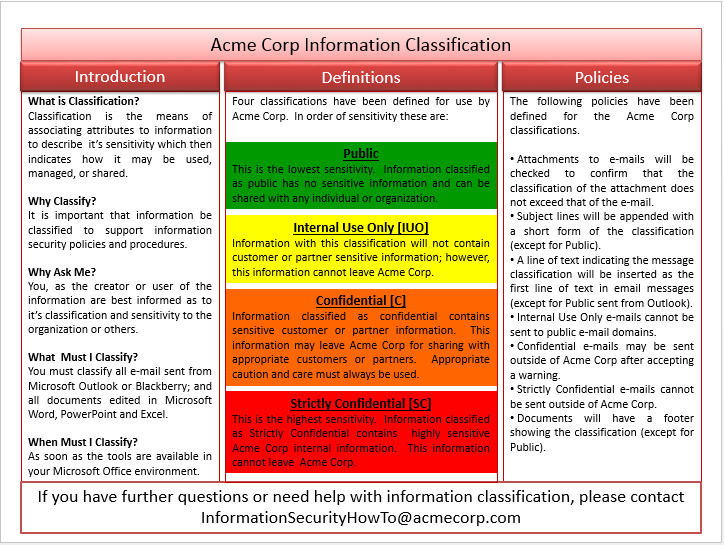 Acme Corp Information Classification
Introduction
What is Classification?
Classification is the means of
associating attributes to information
to describe it's sensitivity which then
indicates how it may be used,
managed, or shared.
Why Classify?
It is important that information be
classified to support information
security policies and procedures.
Why Ask Me?
You, as the creator or user of the
information are best informed as to
it's classification and sensitivity to the
organization or others.
What Must I Classify?
You must classify all e-mail sent from
Microsoft Outlook or Blackberry; and
all documents edited in Microsoft
Word, PowerPoint and Excel.
When Must I Classify?
As soon as the tools are available in
your Microsoft Office environment.
Definitions
Four classifications have been defined for use by
Acme Corp. In order of sensitivity these are:
Public
This is the lowest sensitivity. Information classified
as public has no sensitive information and can be
shared with any individual or organization.
Internal Use Only [IUO]
Information with this classification will not contain
customer or partner sensitive information; however,
this information cannot leave Acme Corp.
Confidential [C]
Information classified as confidential contains
sensitive customer or partner information. This
information may leave Acme Corp for sharing with
appropriate customers or partners. Appropriate
caution and care must always be used.
Strictly Confidential [SC]
This is the highest sensitivity. Information classified
as Strictly Confidential contains highly sensitive
Acme Corp internal information. This information
cannot leave Acme Corp.
Policies
The following policies have been
defined for the Acme Corp
classifications.
• Attachments to e-mails will be
checked to confirm that the
classification of the attachment does
not exceed that of the e-mail.
• Subject lines will be appended with
a short form of the classification
(except for Public).
• A line of text indicating the message
classification will be inserted as the
first line of text in email messages
(except for Public sent from Outlook).
• Internal Use Only e-mails cannot be
sent to public e-mail domains.
• Confidential e-mails may be sent
outside of Acme Corp after accepting
a warning.
• Strictly Confidential e-mails cannot
be sent outside of Acme Corp.
• Documents will have a footer
showing the classification (except for
Public).
If you have further questions or need help with information classification, please contact
InformationSecurityHowTo@acmecorp.com